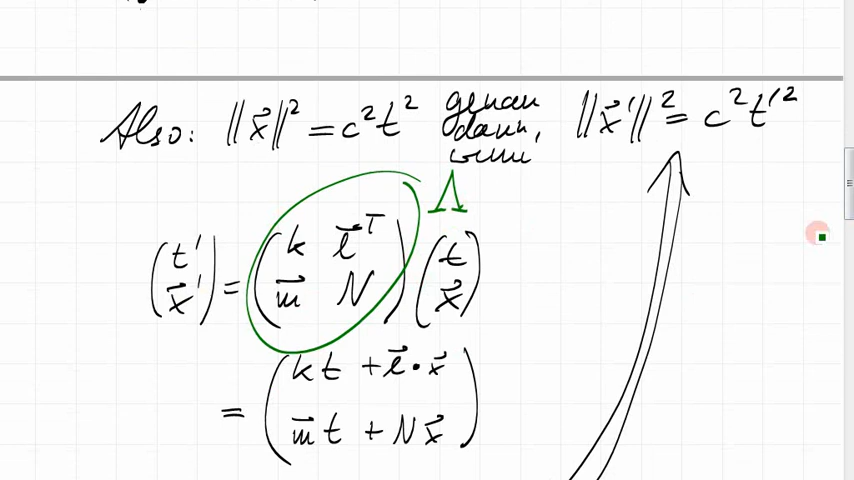 Also: ||x⃗||² = c²t² genau dann, wenn ||x⃗'||² = c²t'²
Λ
(t' x⃗') = (k l⃗ᵀ m⃗ N) (t x⃗)
= (kt + l⃗·x⃗
m⃗t + Nx⃗)